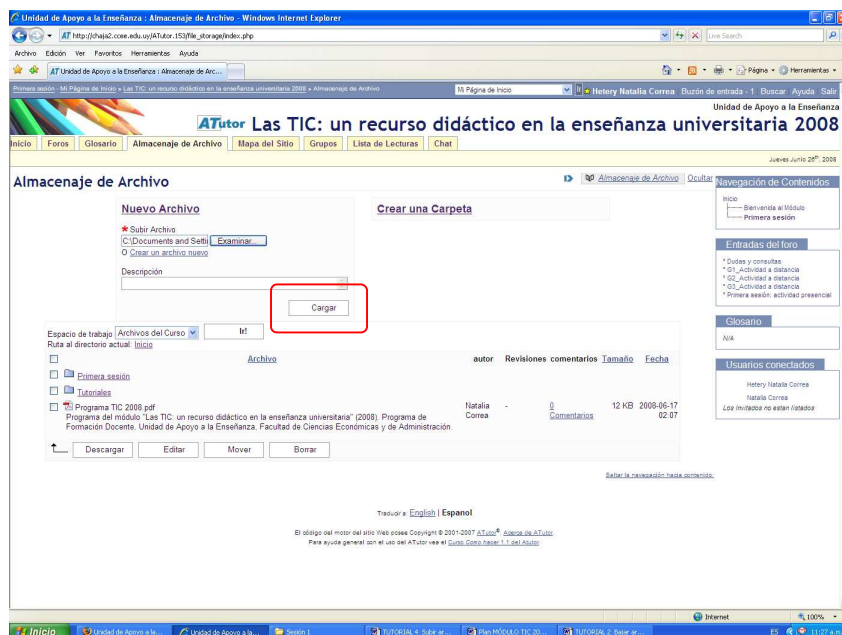 Unidad de Apoyo a la Enseñanza : Almacenaje de Archivo - Windows Internet Explorer
http://chaja2.ccee.edu.uy/ATutor.153/file_storage/index.php
Live Search
Archivo Edición Ver Favoritos Herramientas Ayuda
AT Unidad de Apoyo a la Enseñanza : Almacenaje de Arc...
Página Herramientas
Primera sesión - Mi Página de Inicio » Las TIC: un recurso didáctico en la enseñanza universitaria 2008 » Almacenaje de Archivo
Mi Página de Inicio
Ir
Hetery Natalia Correa Buzón de entrada - 1 Buscar Ayuda Salir
Unidad de Apoyo a la Enseñanza
ATutor Las TIC: un recurso didáctico en la enseñanza universitaria 2008
Inicio Foros Glosario Almacenaje de Archivo Mapa del Sitio Grupos Lista de Lecturas Chat
Jueves Junio 26th, 2008
Almacenaje de Archivo
Almacenaje de Archivo Ocultar
Nuevo Archivo
Crear una Carpeta
* Subir Archivo
C:\Documents and Setti Examinar...
O Crear un archivo nuevo
Descripción
Cargar
Espacio de trabajo Archivos del Curso Ir!
Ruta al directorio actual: Inicio
Archivo autor Revisiones comentarios Tamaño Fecha
Primera sesión
Tutoriales
Programa TIC 2008.pdf
Programa del módulo "Las TIC: un recurso didáctico en la enseñanza universitaria" (2008). Programa de
Formación Docente. Unidad de Apoyo a la Enseñanza. Facultad de Ciencias Económicas y de Administración.
Natalia Correa - 0 Comentarios 12 KB 2008-06-17 02:07
Descargar Editar Mover Borrar
Navegación de Contenidos
Inicio
Bienvenida al Módulo
Primera sesión
Entradas del foro
* Dudas y consultas
* G1_Actividad a distancia
* G2_Actividad a distancia
* G3_Actividad a distancia
* Primera sesión: actividad presencial
Glosario
N/A
Usuarios conectados
Hetery Natalia Correa
Natalia Correa
Los Invitados no estan listados
Saltar la navegación hacia contenido.
Traducir a: English | Espanol
El código del motor del sitio Web posee Copyright © 2001-2007 ATutor®. Acerca de ATutor.
Para ayuda general con el uso del ATutor vea el Curso Como hacer 1.1 del Atutor.
Internet 100%
Inicio Unidad de Apoyo a la... Unidad de Apoyo a la... Sesión 1 TUTORIAL 4 Subir ar... Plan MÓDULO TIC 20... TUTORIAL 2 Bajar ar... ES 11:27 a.m.